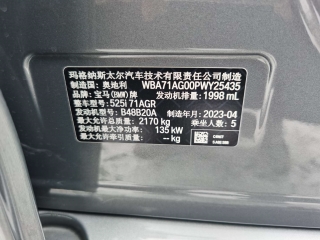 玛格纳斯太尔汽车技术有限责任公司制造
制造国：奥地利 WBA71AG00PWY25435
品牌：宝马(BMW)牌 发动机排量：1998 mL
整车型号：525i 71AGR
发动机型号：B48B20A 制造年月：2023-04
最大允许总质量：2170 kg 乘坐人数：5
发动机最大净功率：135 kW
最大允许牵引质量：-- kg